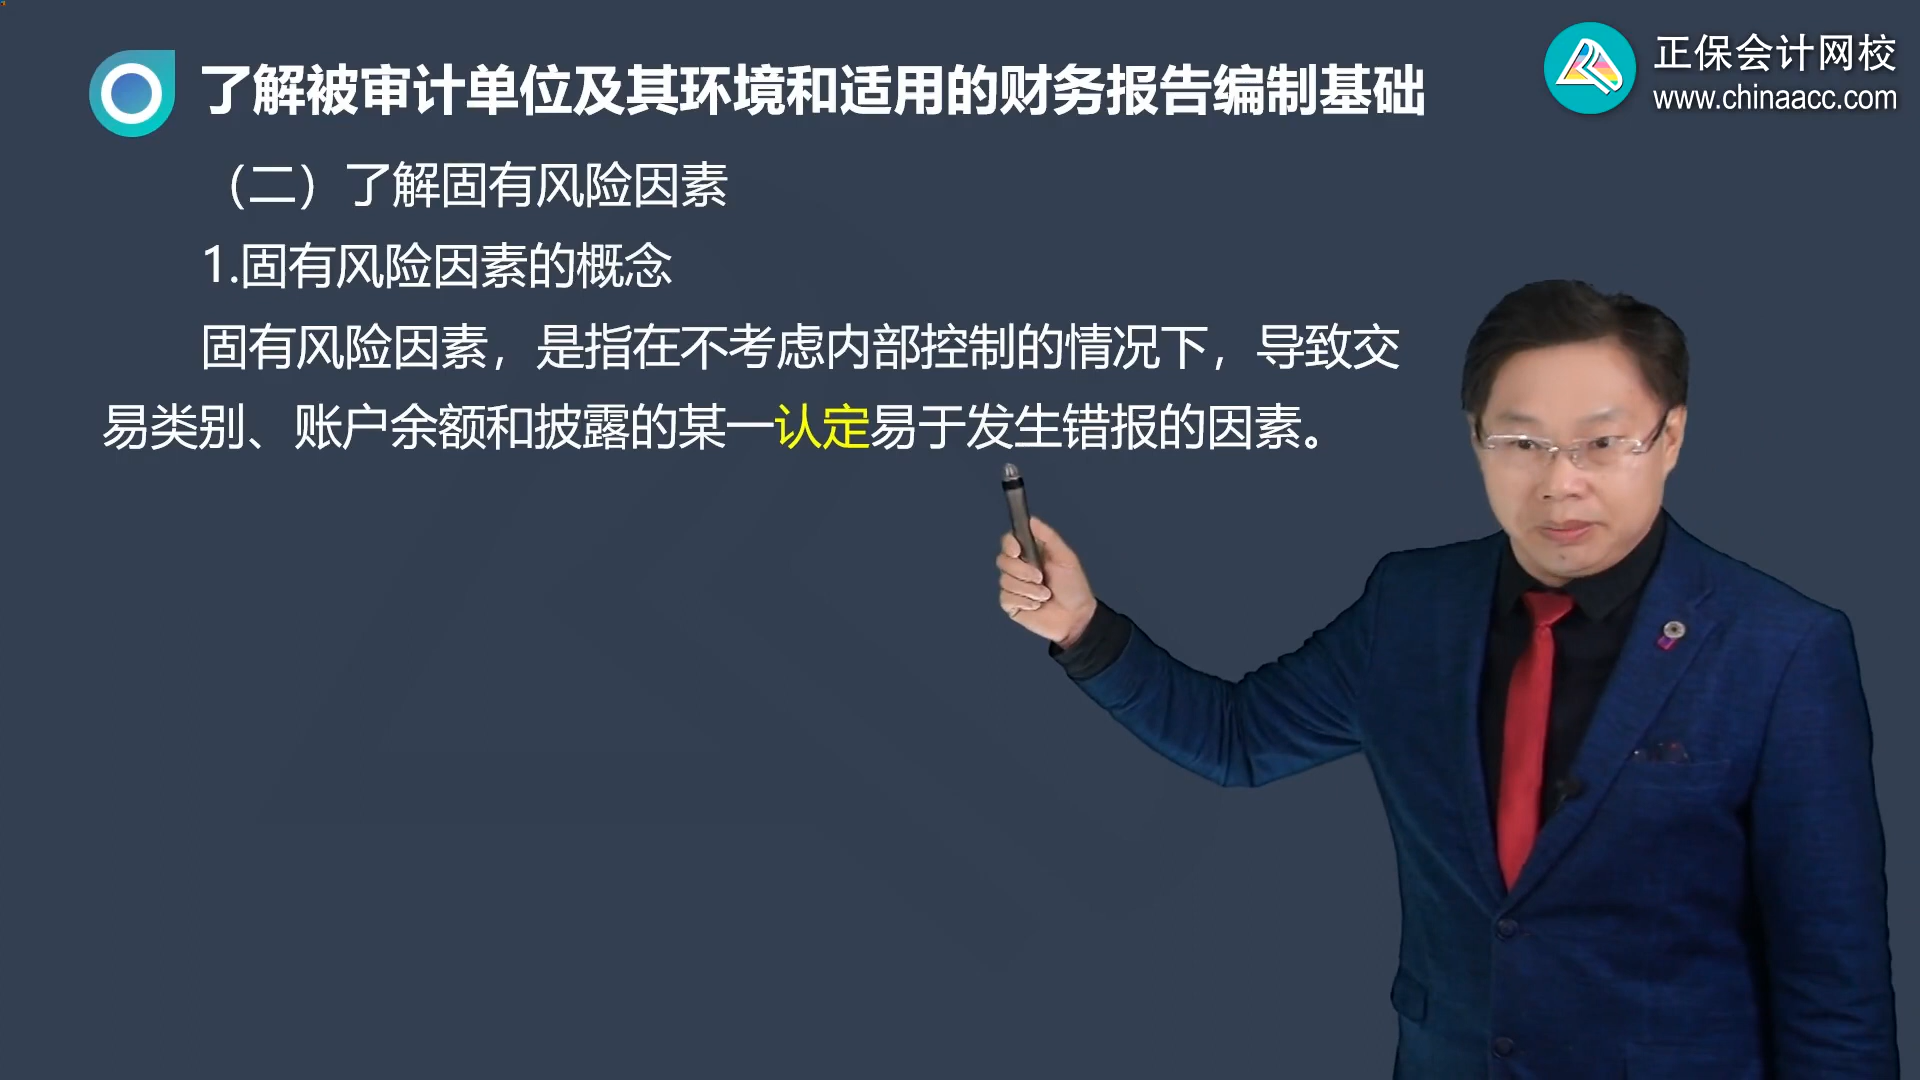 了解被审计单位及其环境和适用的财务报告编制基础
正保会计网校
www.chinaacc.com
（二）了解固有风险因素
1.固有风险因素的概念
固有风险因素，是指在不考虑内部控制的情况下，导致交
易类别、账户余额和披露的某一认定易于发生错报的因素。